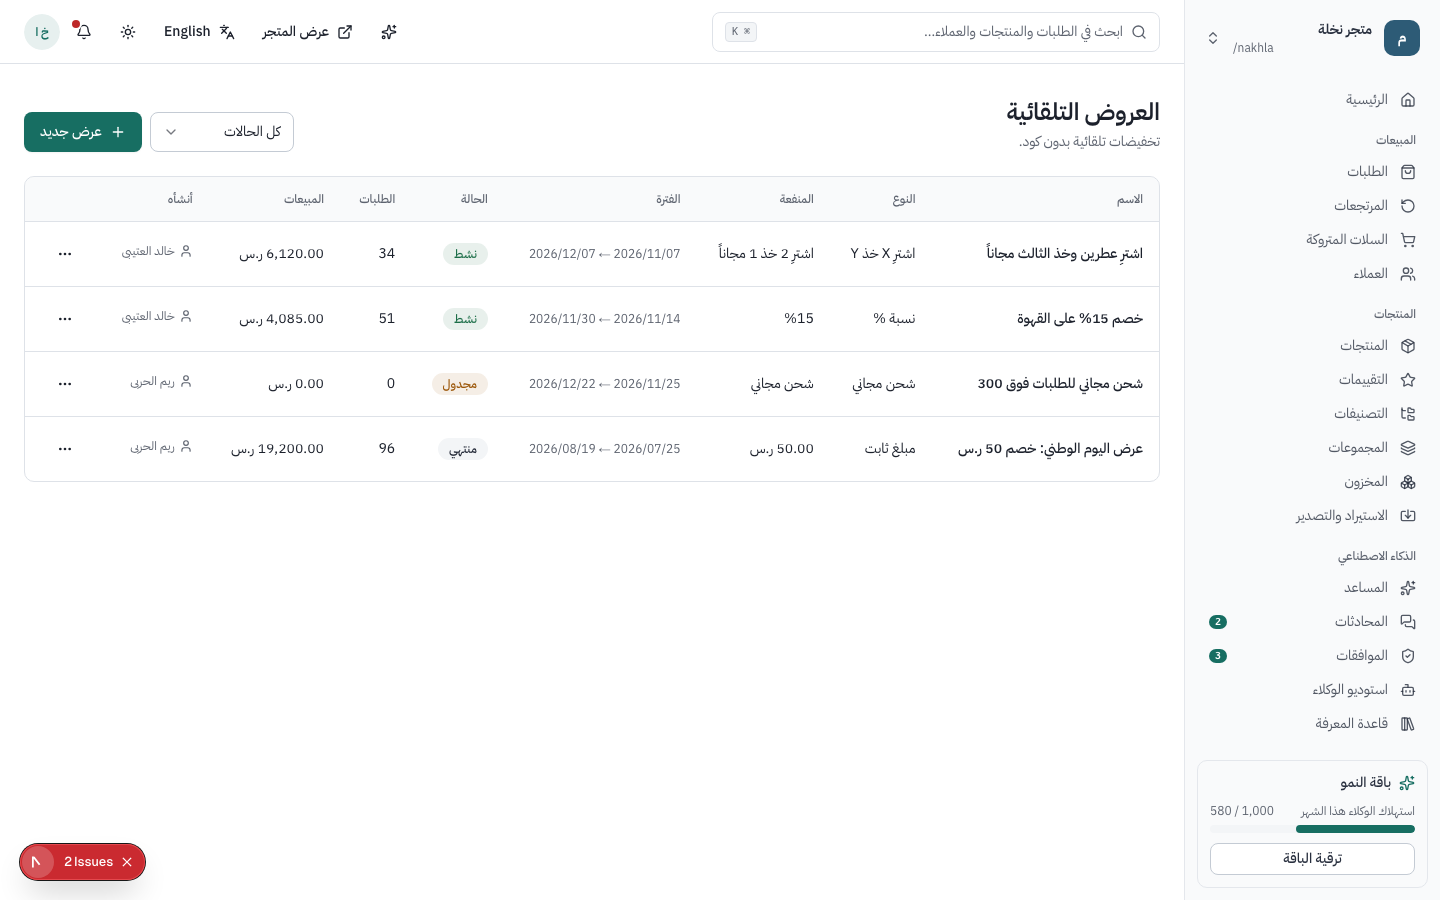 متجر نخلة
/nakhla
م
ابحث في الطلبات والمنتجات والعملاء...
⌘ K
عرض المتجر
English
خ ا
الرئيسية
المبيعات
الطلبات
المرتجعات
السلات المتروكة
العملاء
المنتجات
المنتجات
التقييمات
التصنيفات
المجموعات
المخزون
الاستيراد والتصدير
الذكاء الاصطناعي
المساعد
المحادثات 2
الموافقات 3
استوديو الوكلاء
قاعدة المعرفة
باقة النمو
استهلاك الوكلاء هذا الشهر 580 / 1,000
ترقية الباقة
العروض التلقائية
تخفيضات تلقائية بدون كود.
كل الحالات
عرض جديد
الاسم النوع المنفعة الفترة الحالة الطلبات المبيعات أنشأه
اشترِ عطرين وخذ الثالث مجاناً اشترِ X خذ Y اشترِ 2 خذ 1 مجاناً 2026/11/07 ← 2026/12/07 نشط 34 6,120.00 ر.س خالد العتيبي
خصم 15% على القهوة نسبة % 15% 2026/11/14 ← 2026/11/30 نشط 51 4,085.00 ر.س خالد العتيبي
شحن مجاني للطلبات فوق 300 شحن مجاني شحن مجاني 2026/11/25 ← 2026/12/22 مجدول 0 0.00 ر.س ريم الحربي
عرض اليوم الوطني: خصم 50 ر.س مبلغ ثابت 50.00 ر.س 2026/07/25 ← 2026/08/19 منتهي 96 19,200.00 ر.س ريم الحربي
2 Issues